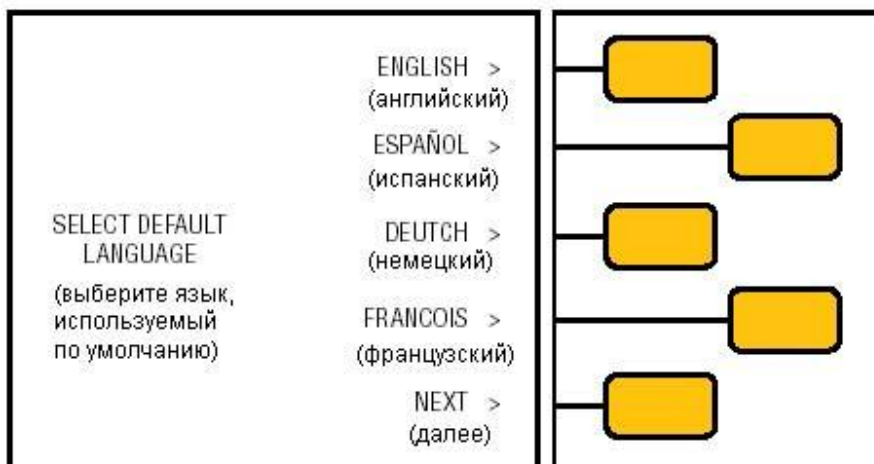 SELECT DEFAULT
LANGUAGE
(выберите язык,
используемый
по умолчанию)
ENGLISH >
(английский)
ESPAÑOL >
(испанский)
DEUTCH >
(немецкий)
FRANCOIS >
(французский)
NEXT >
(далее)